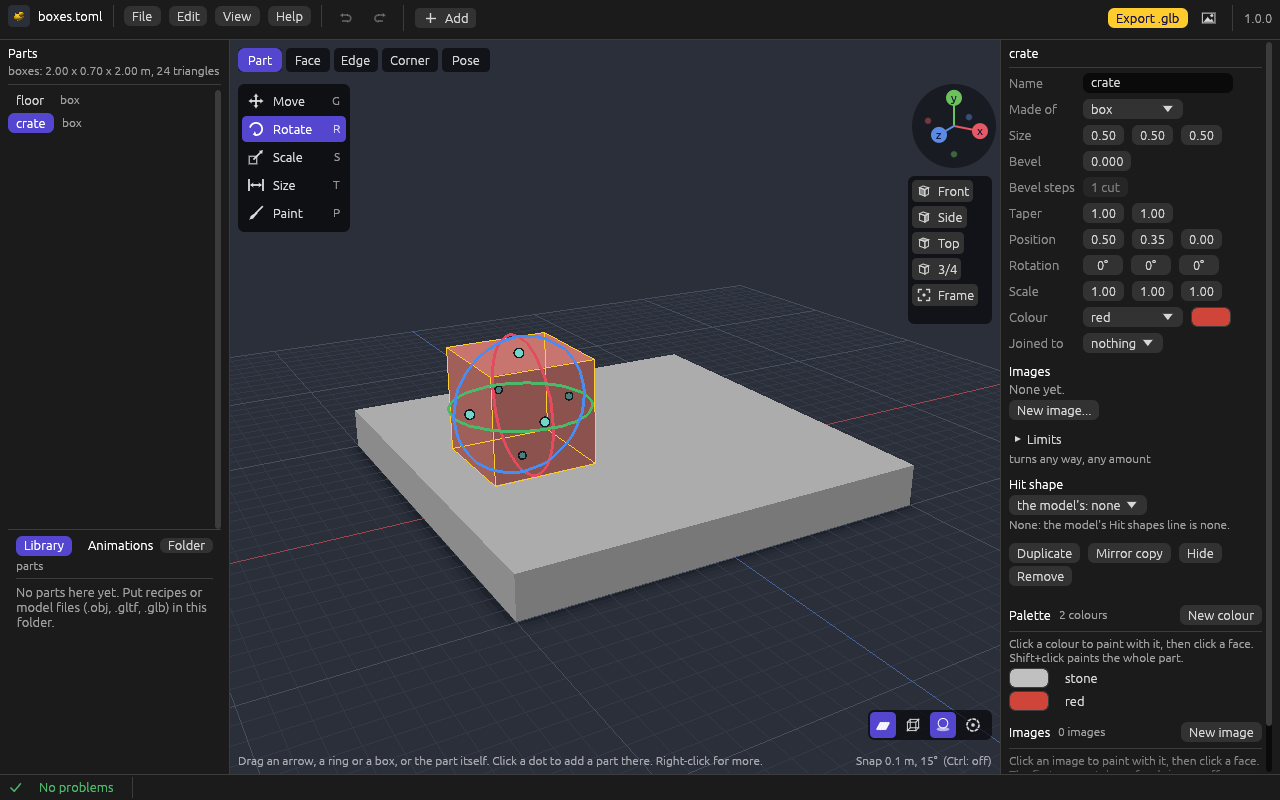 boxes.toml File Edit View Help Add Export .glb 1.0.0
Parts
boxes: 2.00 x 0.70 x 2.00 m, 24 triangles
floor box
crate box
Part Face Edge Corner Pose
Move G
Rotate R
Scale S
Size T
Paint P
y
x
z
Front
Side
Top
3/4
Frame
crate
Name crate
Made of box
Size 0.50 0.50 0.50
Bevel 0.000
Bevel steps 1 cut
Taper 1.00 1.00
Position 0.50 0.35 0.00
Rotation 0° 0° 0°
Scale 1.00 1.00 1.00
Colour red
Joined to nothing
Images
None yet.
New image...
Limits
turns any way, any amount
Hit shape
the model's: none
None: the model's Hit shapes line is none.
Duplicate Mirror copy Hide
Remove
Palette 2 colours New colour
Click a colour to paint with it, then click a face.
Shift+click paints the whole part.
stone
red
Images 0 images New image
Click an image to paint with it, then click a face.
Library Animations Folder
parts
No parts here yet. Put recipes or
model files (.obj, .gltf, .glb) in this
folder.
Drag an arrow, a ring or a box, or the part itself. Click a dot to add a part there. Right-click for more.
Snap 0.1 m, 15° (Ctrl: off)
No problems